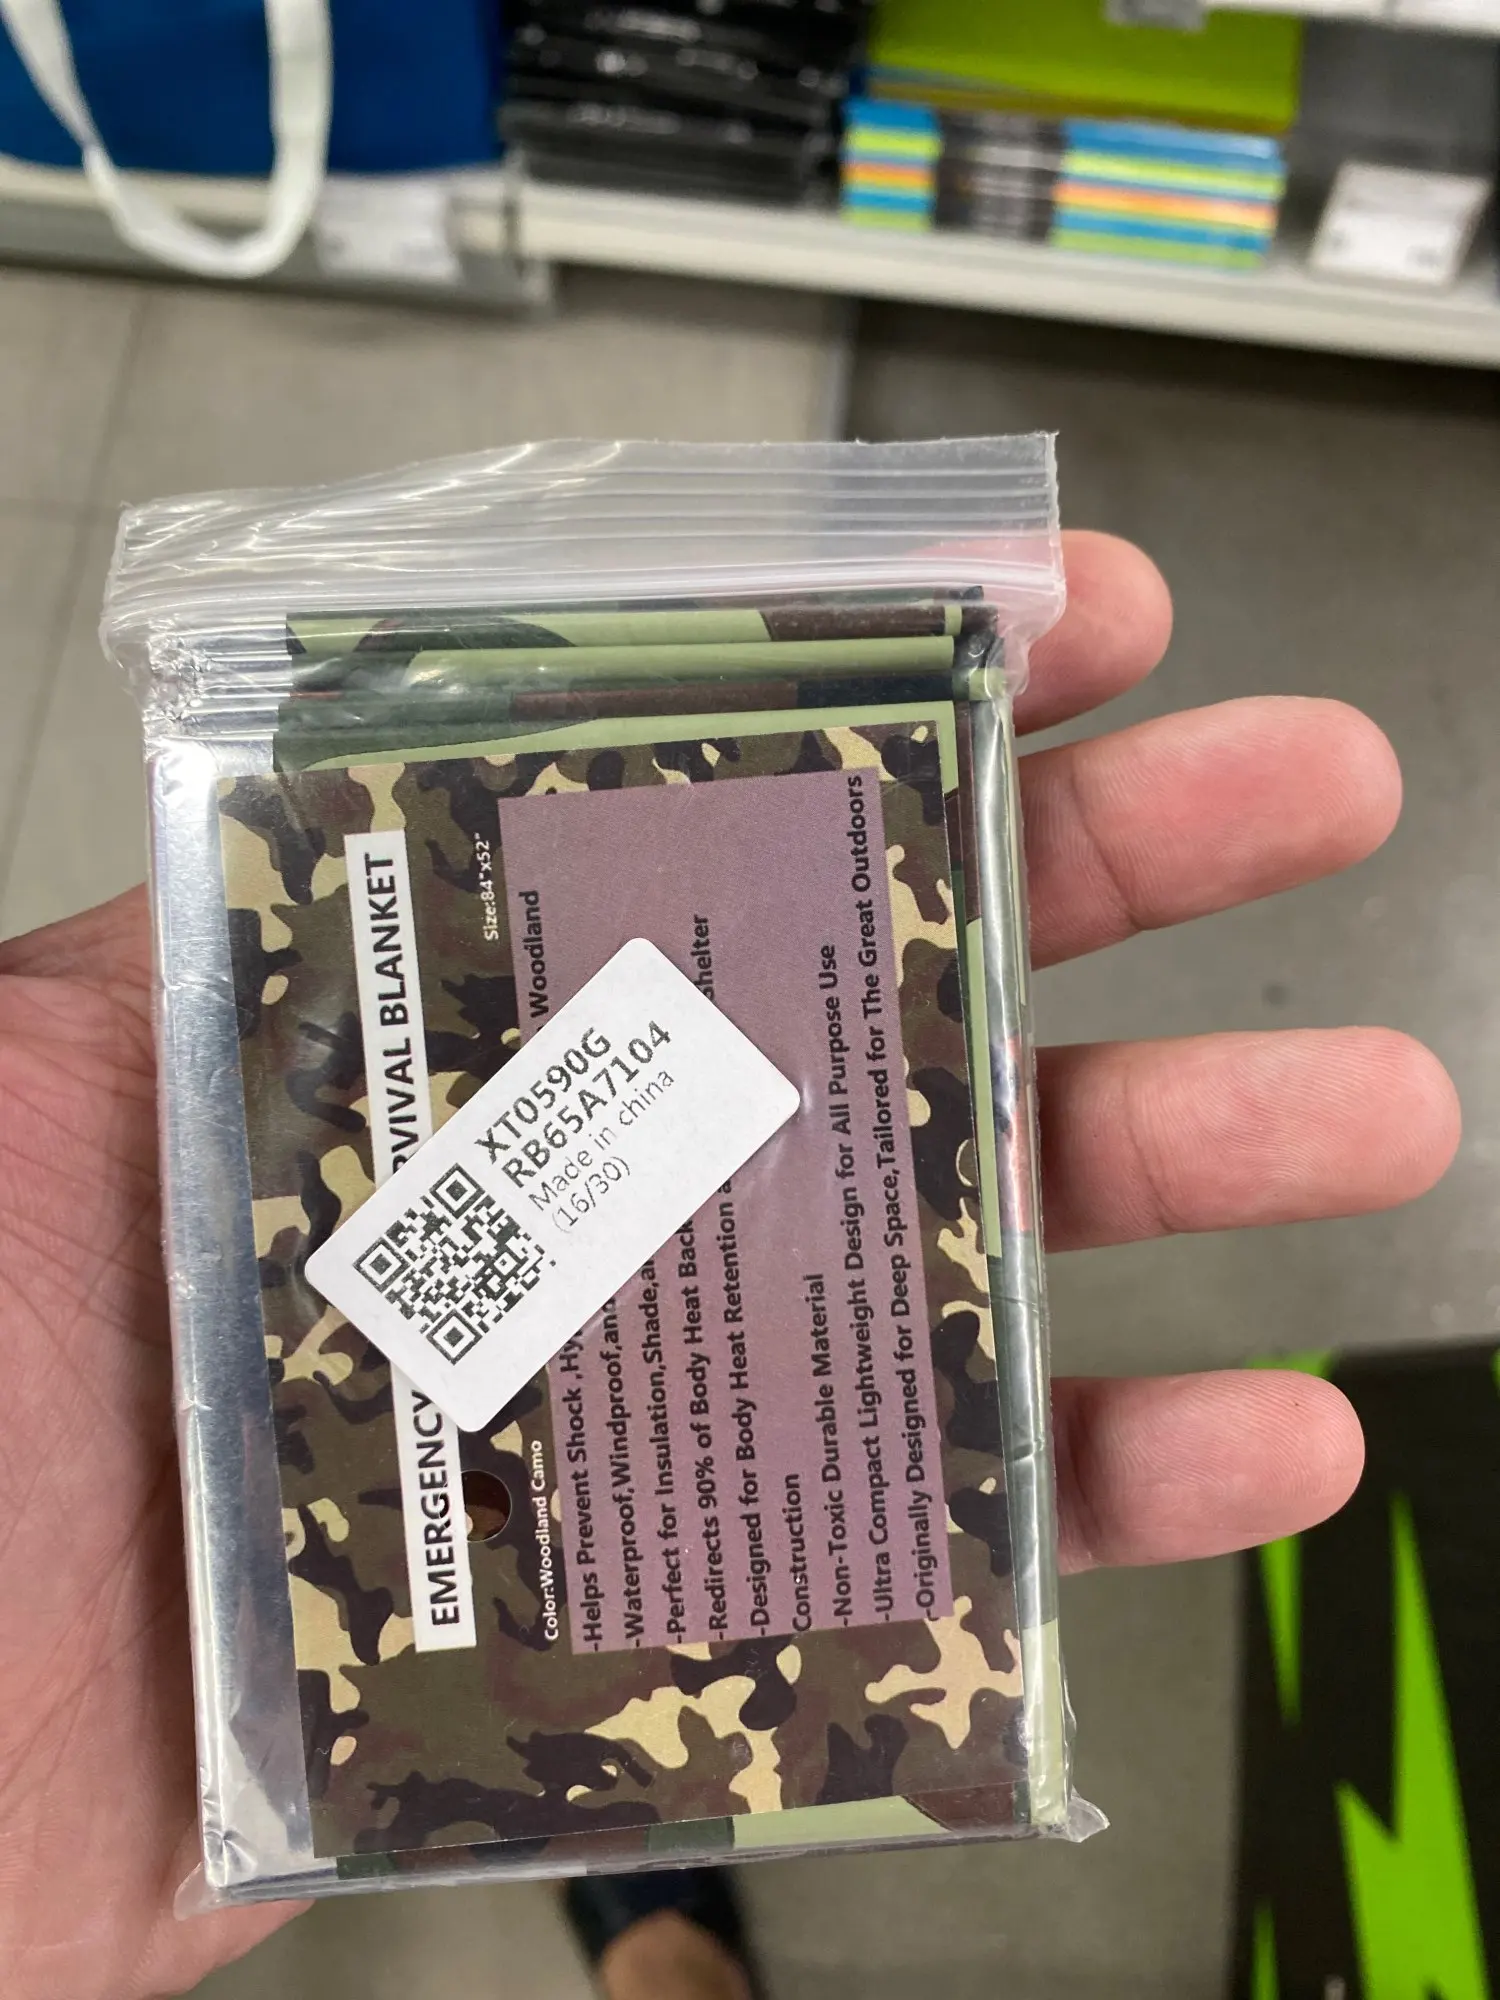 EMERGENCY RVIVAL BLANKET
Color:Woodland Camo
Size:84"x52"
Woodland
-Helps Prevent Shock
-Waterproof,Windproof,and
-Perfect for Insulation,Shade,
-Redirects 90% of Body Heat Back
-Designed for Body Heat Retention
Construction
-Non-Toxic Durable Material
-Ultra Compact Lightweight Design for All Purpose Use
-Originally Designed for Deep Space,Tailored for The Great Outdoors
XT0590G
RB65A7104
Made in china
(16/30)